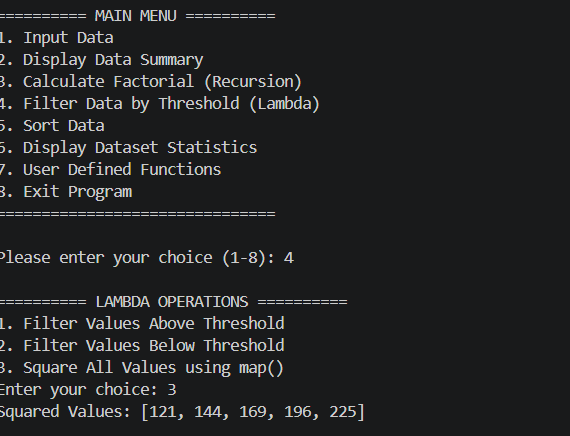 ========== MAIN MENU ==========
1. Input Data
2. Display Data Summary
3. Calculate Factorial (Recursion)
4. Filter Data by Threshold (Lambda)
5. Sort Data
6. Display Dataset Statistics
7. User Defined Functions
8. Exit Program
===============================
Please enter your choice (1-8): 4
========== LAMBDA OPERATIONS ==========
1. Filter Values Above Threshold
2. Filter Values Below Threshold
3. Square All Values using map()
Enter your choice: 3
Squared Values: [121, 144, 169, 196, 225]